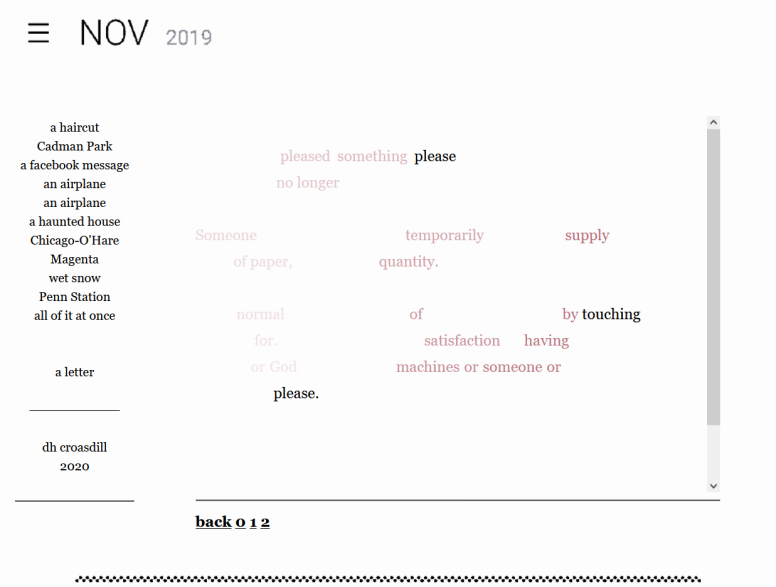 NOV 2019
a haircut
Cadman Park
a facebook message
an airplane
an airplane
a haunted house
Chicago-O'Hare
Magenta
wet snow
Penn Station
all of it at once
a letter
dh croasdill
2020
pleased something please
no longer
Someone temporarily supply
of paper, quantity.
normal of by touching
for. satisfaction having
or God machines or someone or
please.
back 0 1 2